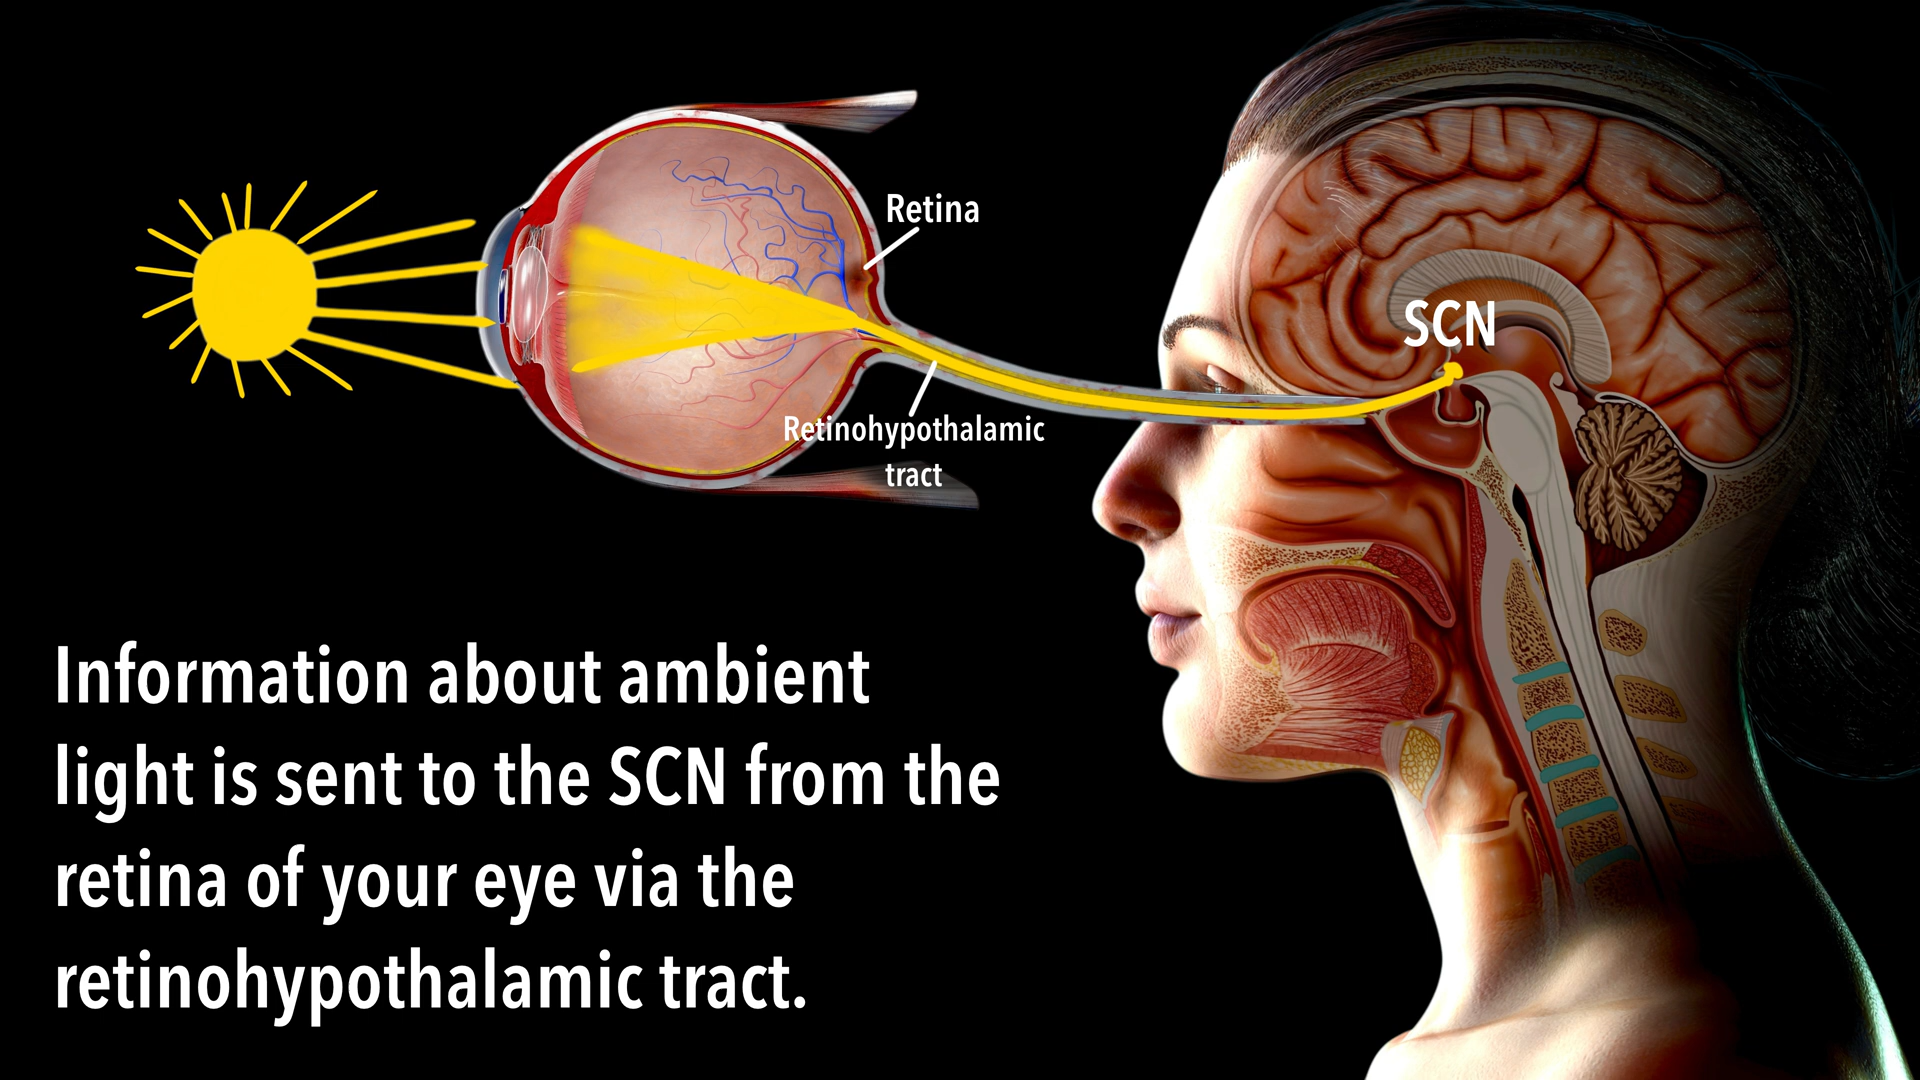 Retina
SCN
Retinohypothalamic
tract
Information about ambient
light is sent to the SCN from the
retina of your eye via the
retinohypothalamic tract.